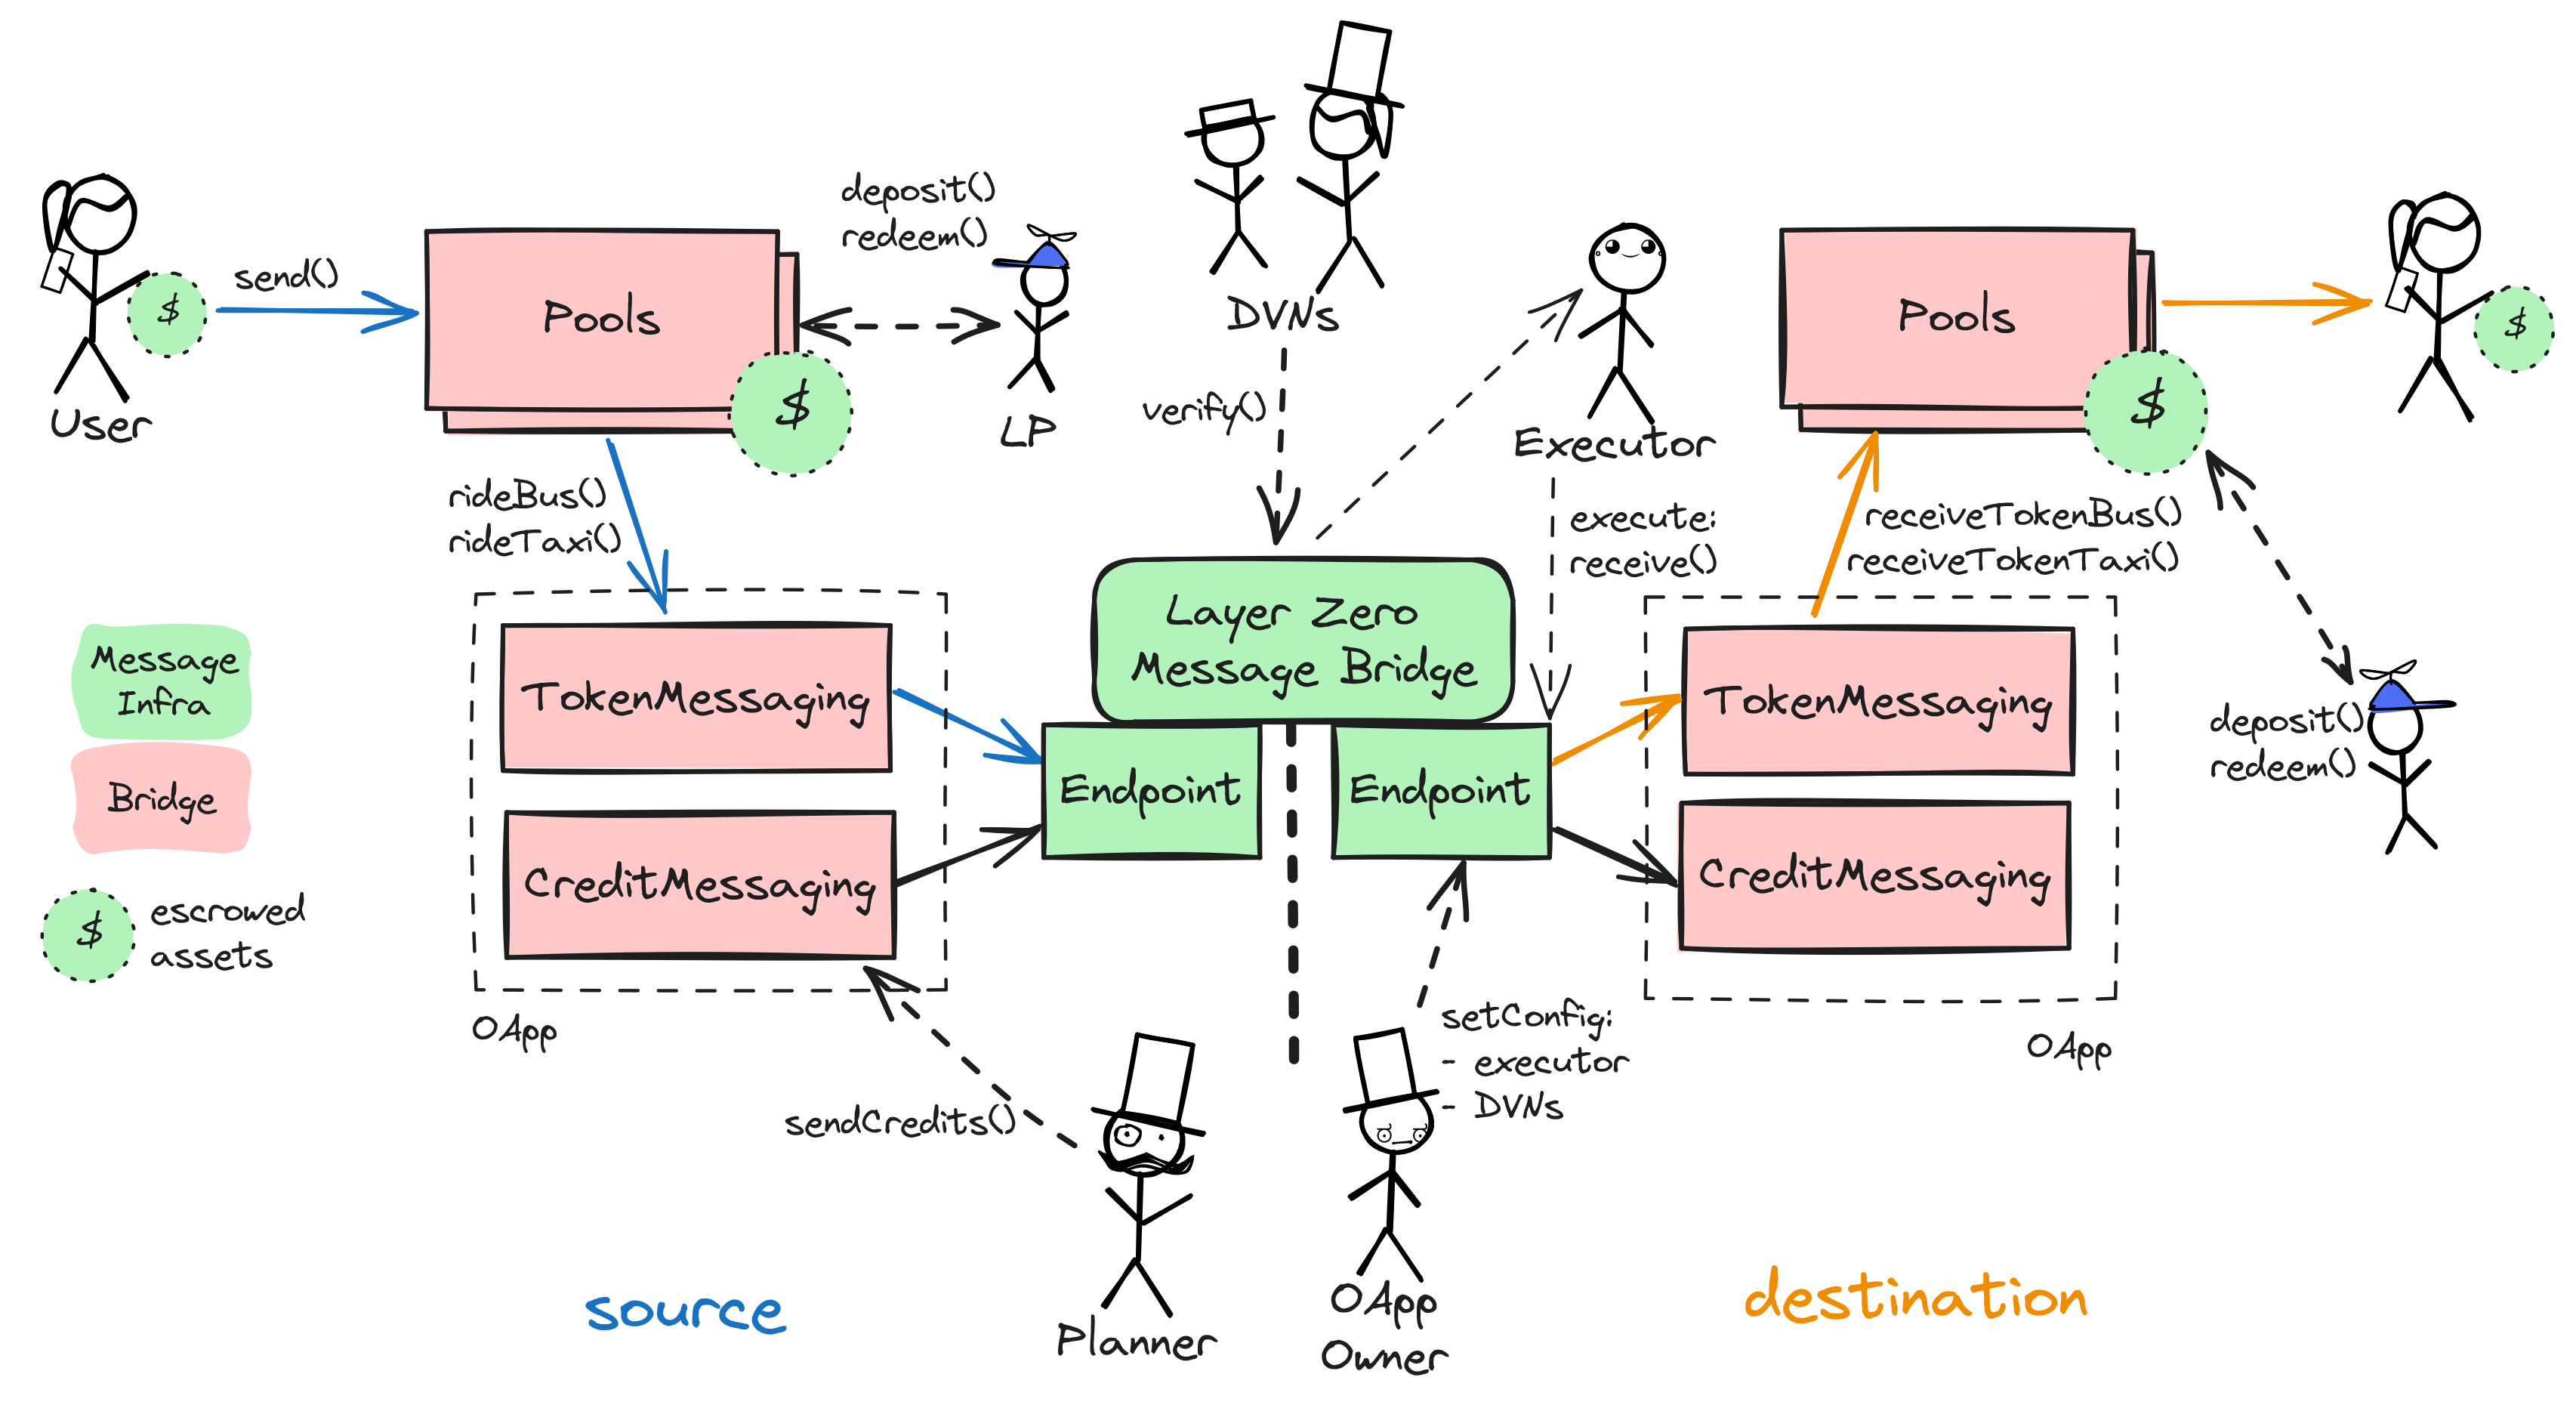 send()
User
$
Pools
$
deposit()
redeem()
LP
rideBus()
rideTaxi()
DVNs
verify()
Executor
execute:
receive()
Pools
$
$
receiveTokenBus()
receiveTokenTaxi()
deposit()
redeem()
Message
Infra
Bridge
$
escrowed
assets
TokenMessaging
CreditMessaging
OApp
Layer Zero
Message Bridge
Endpoint
Endpoint
TokenMessaging
CreditMessaging
OApp
sendCredits()
Planner
setConfig:
- executor
- DVNs
OApp
Owner
source
destination